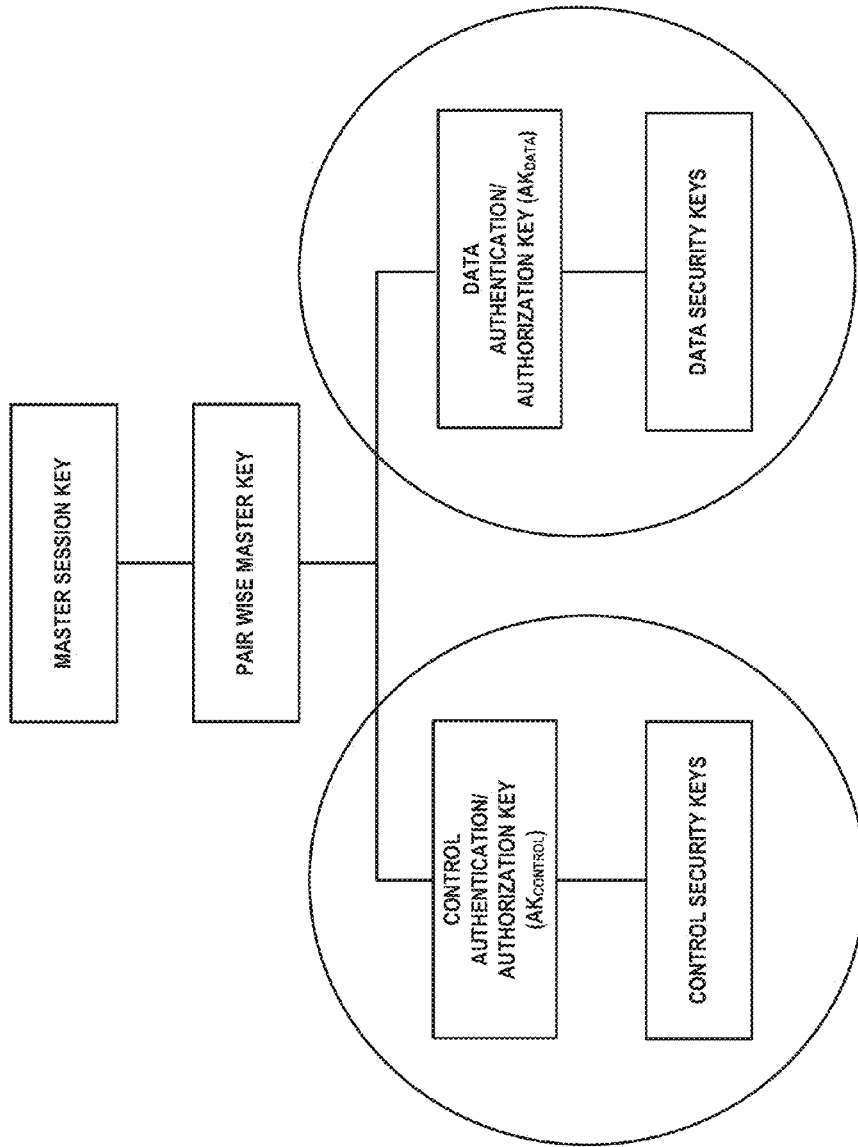 MASTER SESSION KEY
PAIR WISE MASTER KEY
CONTROL
AUTHENTICATION/
AUTHORIZATION KEY
(AKCONTROL)
CONTROL SECURITY KEYS
DATA
AUTHENTICATION/
AUTHORIZATION KEY (AKDATA)
DATA SECURITY KEYS